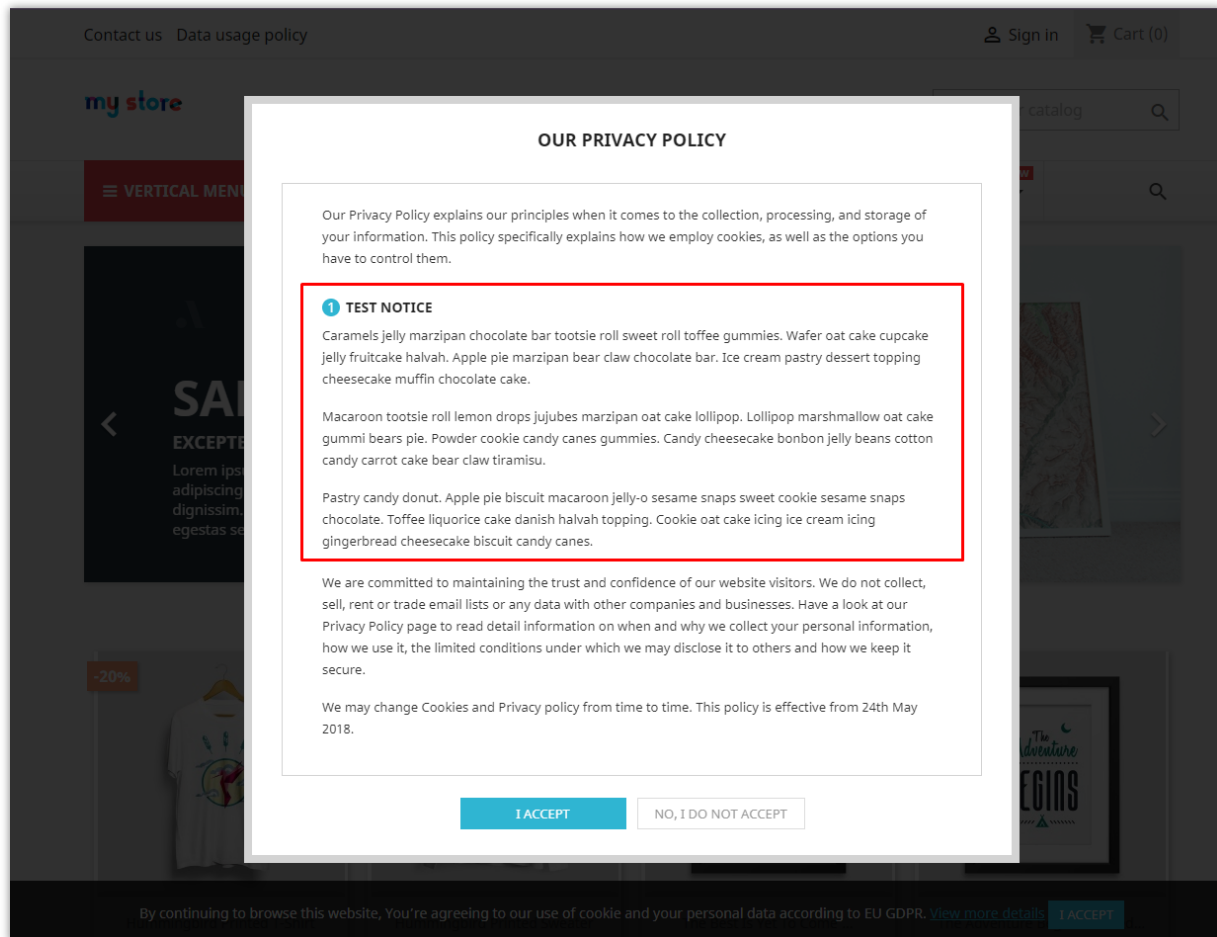 Contact us Data usage policy
Sign in Cart (0)
my store
catalog
OUR PRIVACY POLICY
VERTICAL MENU
Our Privacy Policy explains our principles when it comes to the collection, processing, and storage of
your information. This policy specifically explains how we employ cookies, as well as the options you
have to control them.
1 TEST NOTICE
Caramels jelly marzipan chocolate bar tootsie roll sweet roll toffee gummies. Wafer oat cake cupcake
jelly fruitcake halvah. Apple pie marzipan bear claw chocolate bar. Ice cream pastry dessert topping
cheesecake muffin chocolate cake.
Macaroon tootsie roll lemon drops jujubes marzipan oat cake lollipop. Lollipop marshmallow oat cake
gummi bears pie. Powder cookie candy canes gummies. Candy cheesecake bonbon jelly beans cotton
candy carrot cake bear claw tiramisu.
Pastry candy donut. Apple pie biscuit macaroon jelly-o sesame snaps sweet cookie sesame snaps
chocolate. Toffee liquorice cake danish halvah topping. Cookie oat cake icing ice cream icing
gingerbread cheesecake biscuit candy canes.
We are committed to maintaining the trust and confidence of our website visitors. We do not collect,
sell, rent or trade email lists or any data with other companies and businesses. Have a look at our
Privacy Policy page to read detail information on when and why we collect your personal information,
how we use it, the limited conditions under which we may disclose it to others and how we keep it
secure.
We may change Cookies and Privacy policy from time to time. This policy is effective from 24th May
2018.
I ACCEPT NO, I DO NOT ACCEPT
SAL
EXCEPTE
Lorem ips
adipiscing
dignissim.
egestas se
-20%
The
Adventure
BEGINS
By continuing to browse this website, You're agreeing to our use of cookie and your personal data according to EU GDPR. View more details I ACCEPT